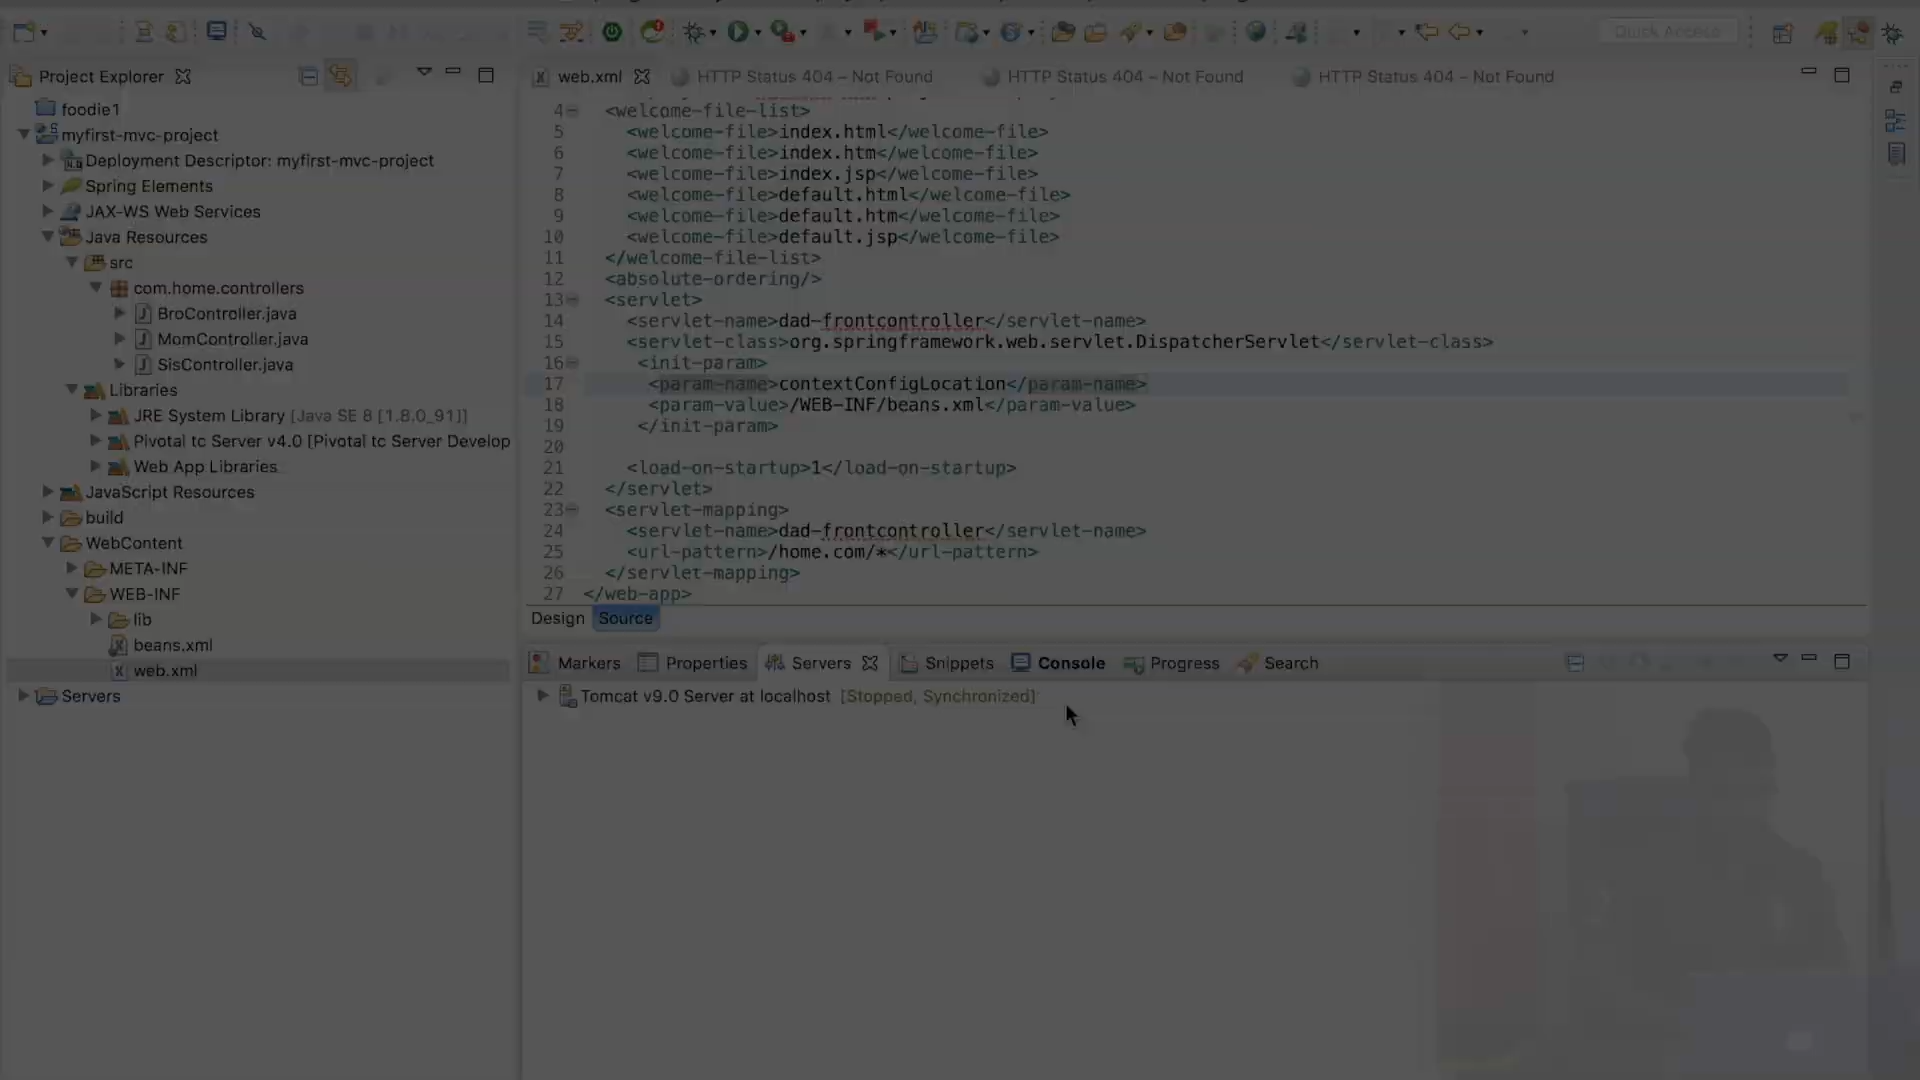 Quick Access
Project Explorer
foodie1
myfirst-mvc-project
Deployment Descriptor: myfirst-mvc-project
Spring Elements
JAX-WS Web Services
Java Resources
src
com.home.controllers
BroController.java
MomController.java
SisController.java
Libraries
JRE System Library [Java SE 8 [1.8.0_91]]
Pivotal tc Server v4.0 [Pivotal tc Server Develop
Web App Libraries
JavaScript Resources
build
WebContent
META-INF
WEB-INF
lib
beans.xml
web.xml
Servers
web.xml
HTTP Status 404 – Not Found
HTTP Status 404 – Not Found
HTTP Status 404 – Not Found
4 <welcome-file-list>
5 <welcome-file>index.html</welcome-file>
6 <welcome-file>index.htm</welcome-file>
7 <welcome-file>index.jsp</welcome-file>
8 <welcome-file>default.html</welcome-file>
9 <welcome-file>default.htm</welcome-file>
10 <welcome-file>default.jsp</welcome-file>
11 </welcome-file-list>
12 <absolute-ordering/>
13 <servlet>
14 <servlet-name>dad-frontcontroller</servlet-name>
15 <servlet-class>org.springframework.web.servlet.DispatcherServlet</servlet-class>
16 <init-param>
17 <param-name>contextConfigLocation</param-name>
18 <param-value>/WEB-INF/beans.xml</param-value>
19 </init-param>
20
21 <load-on-startup>1</load-on-startup>
22 </servlet>
23 <servlet-mapping>
24 <servlet-name>dad-frontcontroller</servlet-name>
25 <url-pattern>/home.com/*</url-pattern>
26 </servlet-mapping>
27 </web-app>
Design Source
Markers Properties Servers Snippets Console Progress Search
Tomcat v9.0 Server at localhost [Stopped, Synchronized]